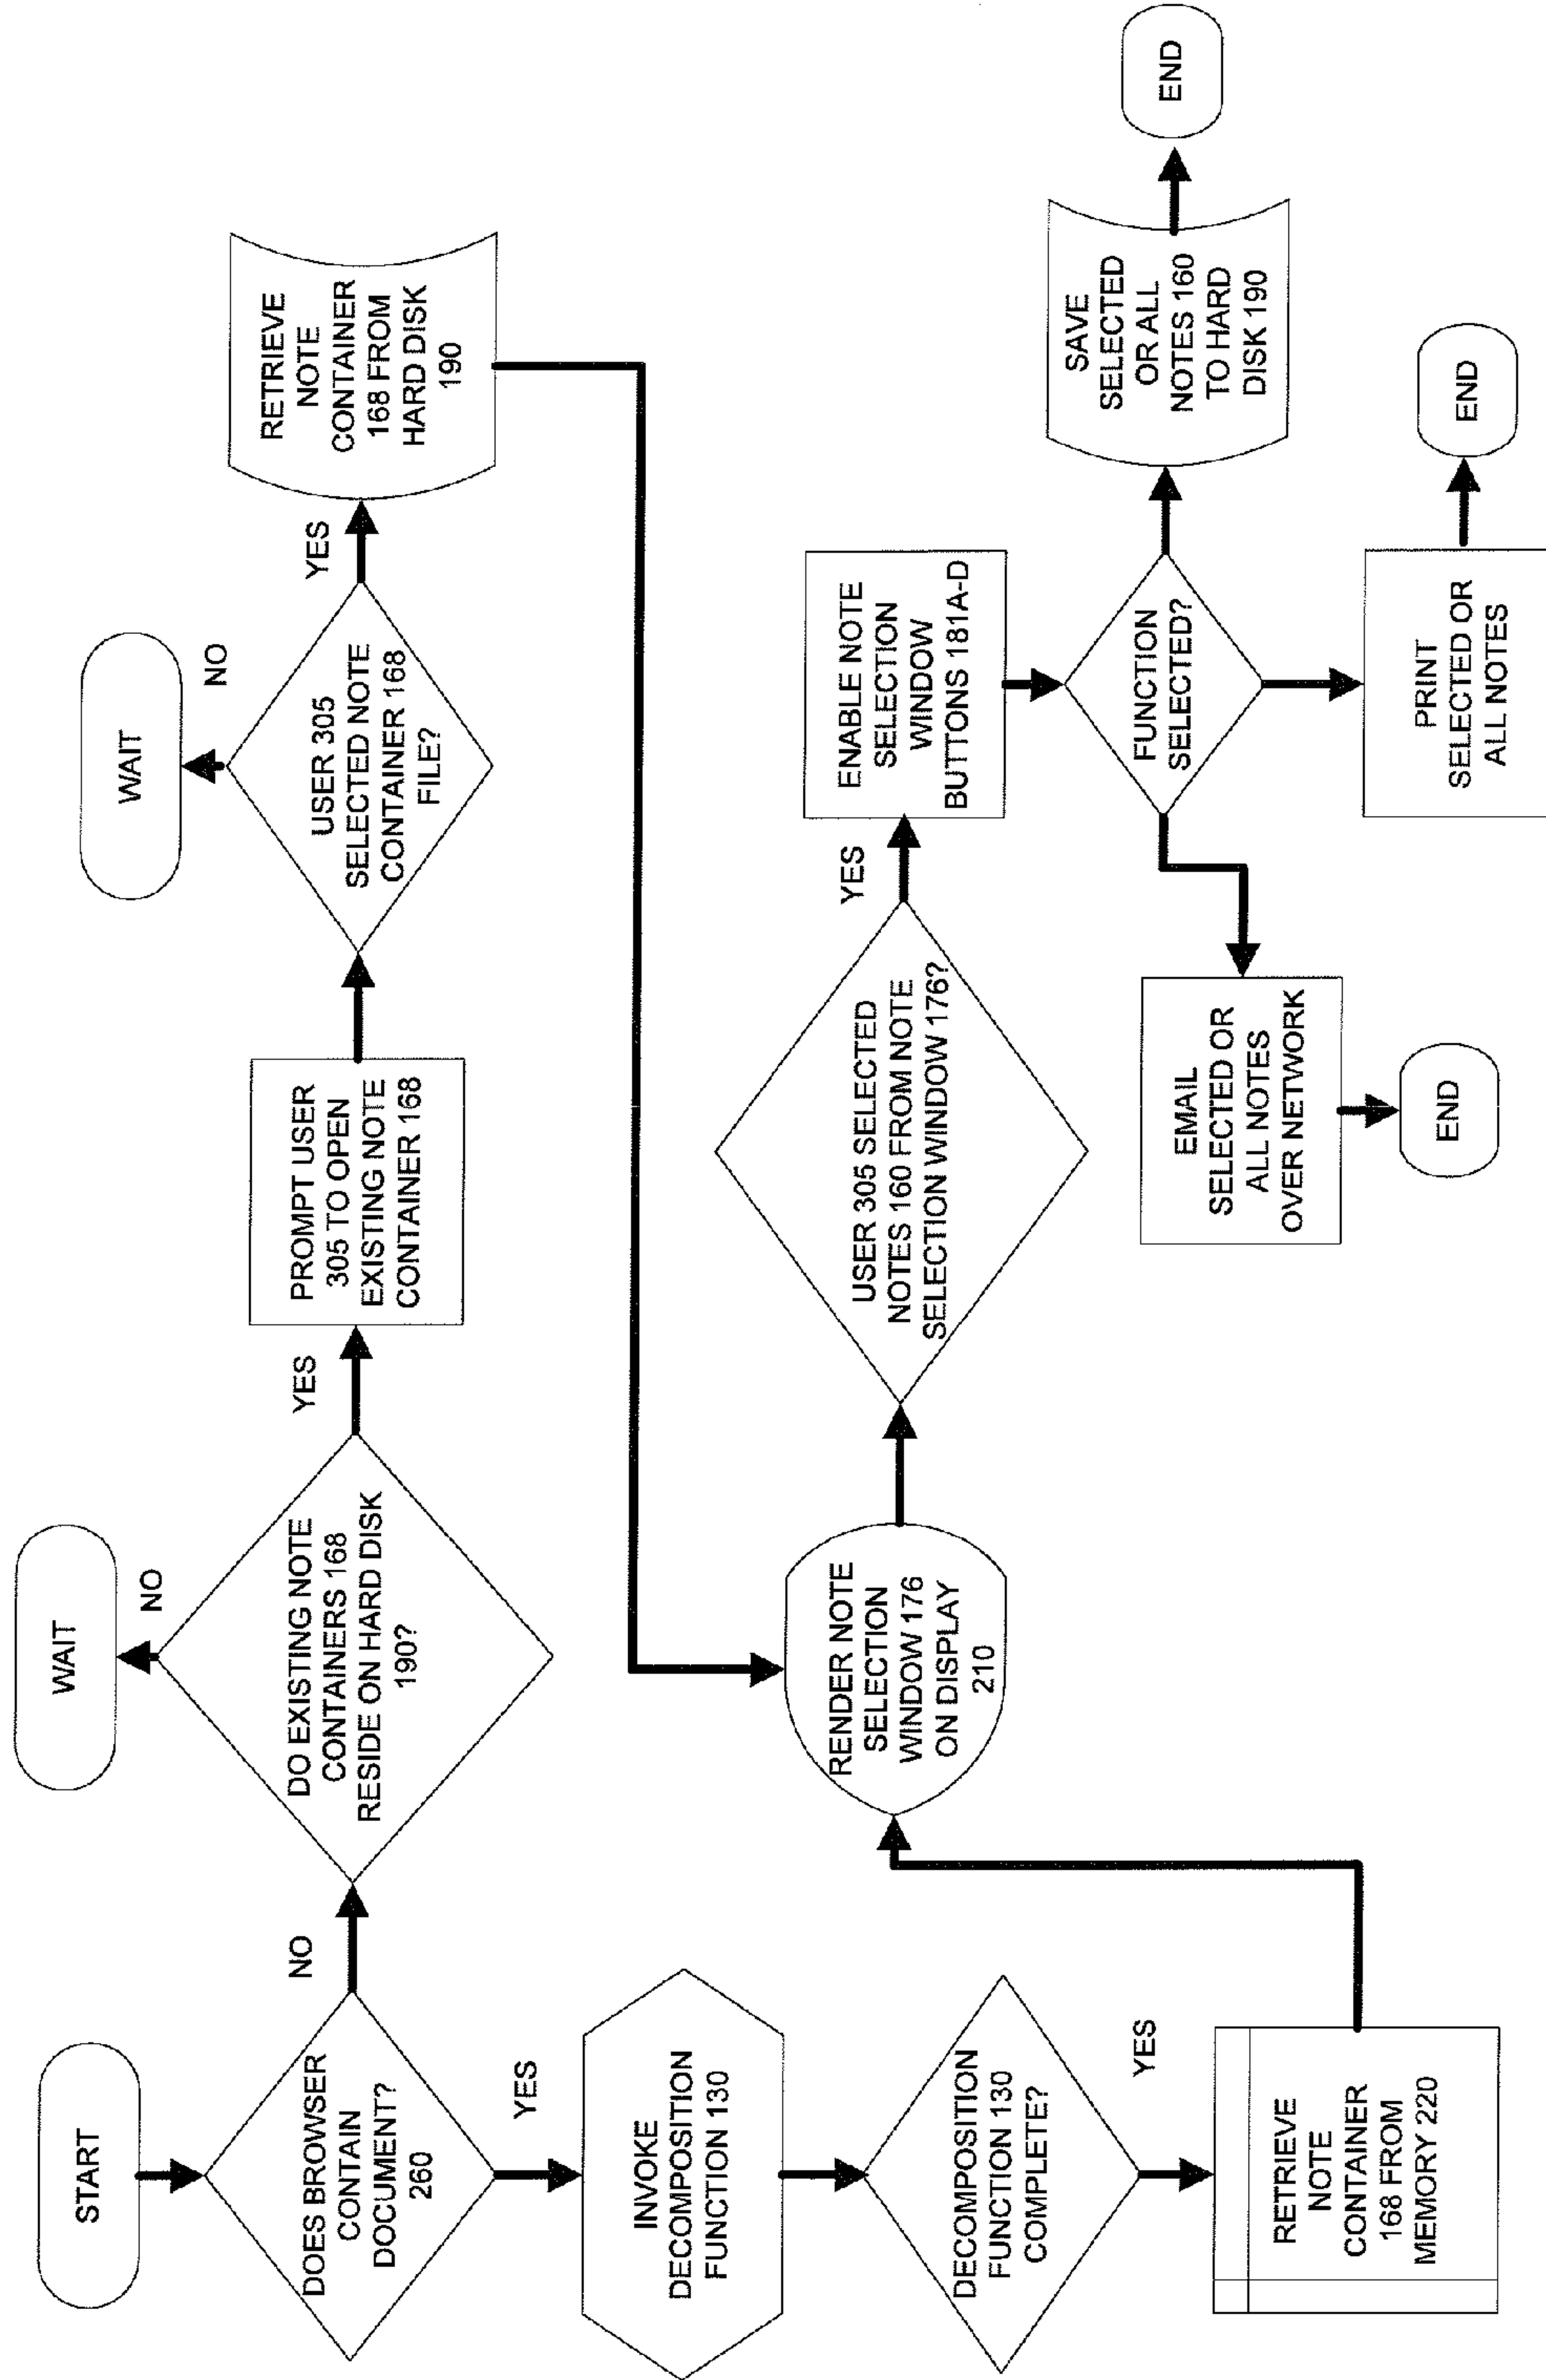 START
DOES BROWSER
CONTAIN
DOCUMENT?
260
NO
DO EXISTING NOTE
CONTAINERS 168
RESIDE ON HARD DISK
190?
NO
WAIT
YES
PROMPT USER
305 TO OPEN
EXISTING NOTE
CONTAINER 168
USER 305
SELECTED NOTE
CONTAINER 168
FILE?
NO
WAIT
YES
RETRIEVE
NOTE
CONTAINER
168 FROM
HARD DISK
190
YES
INVOKE
DECOMPOSITION
FUNCTION 130
DECOMPOSITION
FUNCTION 130
COMPLETE?
YES
RETRIEVE
NOTE
CONTAINER
168 FROM
MEMORY 220
RENDER NOTE
SELECTION
WINDOW 176
ON DISPLAY
210
USER 305 SELECTED
NOTES 160 FROM NOTE
SELECTION WINDOW 176?
YES
ENABLE NOTE
SELECTION
WINDOW
BUTTONS 181A-D
FUNCTION
SELECTED?
SAVE
SELECTED
OR ALL
NOTES 160
TO HARD
DISK 190
END
EMAIL
SELECTED OR
ALL NOTES
OVER NETWORK
END
PRINT
SELECTED OR
ALL NOTES
END